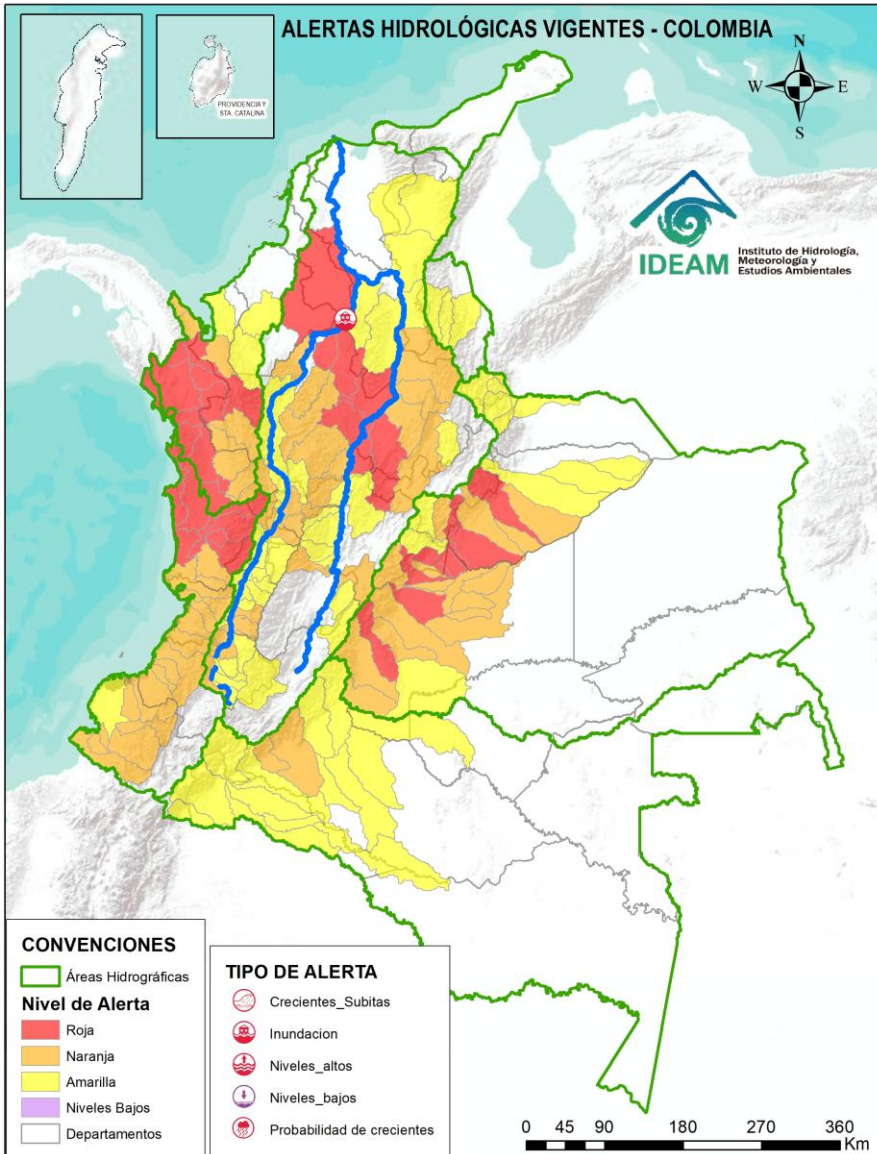 ALERTAS HIDROLÓGICAS VIGENTES - COLOMBIA
PROVIDENCIA Y
STA. CATALINA
N
W
E
S
IDEAM
Instituto de Hidrología,
Meteorología y
Estudios Ambientales
CONVENCIONES
Áreas Hidrográficas
Nivel de Alerta
Roja
Naranja
Amarilla
Niveles Bajos
Departamentos
TIPO DE ALERTA
Crecientes_Subitas
Inundacion
Niveles_altos
Niveles_bajos
Probabilidad de crecientes
0 45 90 180 270 360
Km